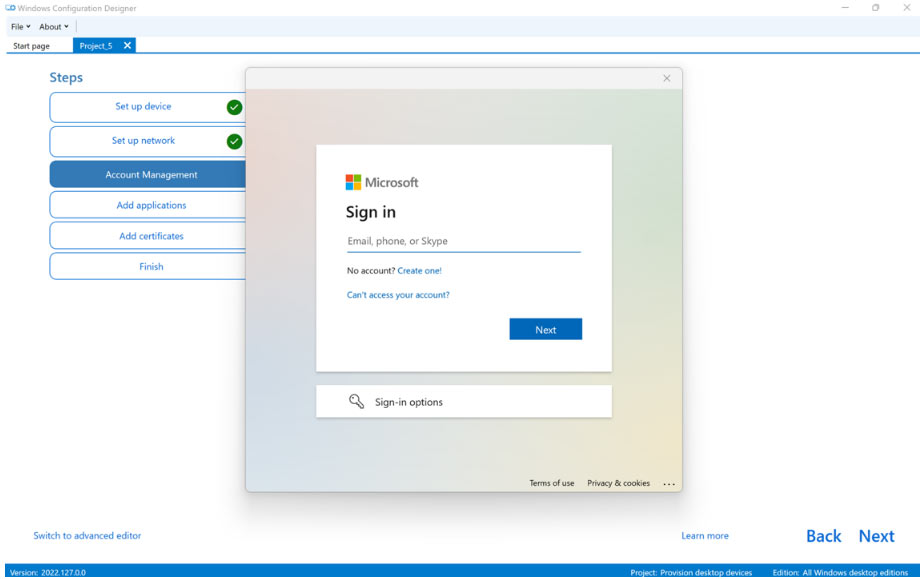 Windows Configuration Designer
File About
Start page Project_5
Steps
Set up device
Set up network
Account Management
Add applications
Add certificates
Finish
Microsoft
Sign in
Email, phone, or Skype
No account? Create one!
Can't access your account?
Next
Sign-in options
Terms of use Privacy & cookies ...
Switch to advanced editor Learn more Back Next
Version: 2022.127.0.0 Project: Provision desktop devices Edition: All Windows desktop editions